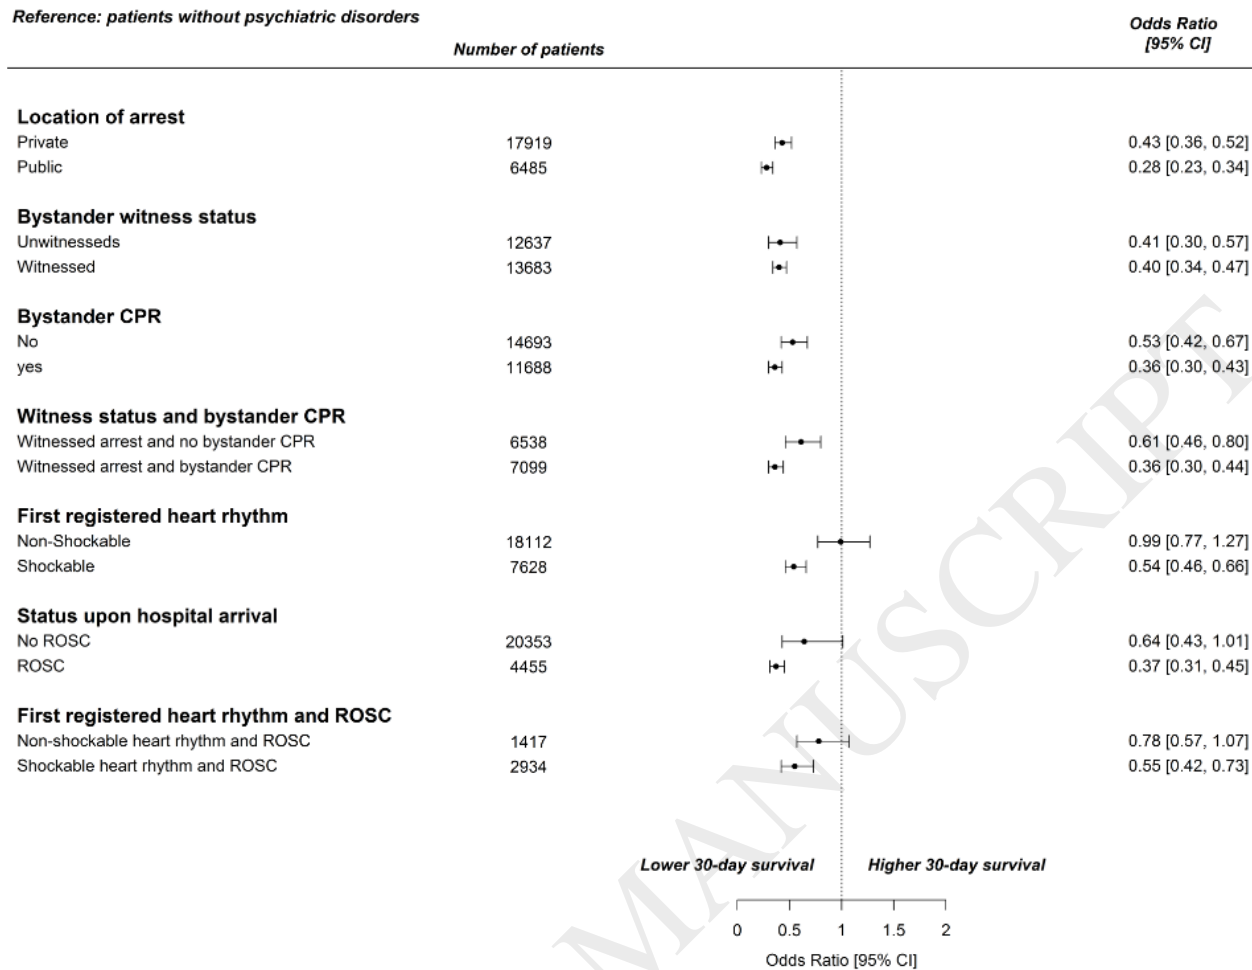 Reference: patients without psychiatric disorders
Number of patients
Odds Ratio
[95% CI]
Location of arrest
Private 17919 0.43 [0.36, 0.52]
Public 6485 0.28 [0.23, 0.34]
Bystander witness status
Unwitnesseds 12637 0.41 [0.30, 0.57]
Witnessed 13683 0.40 [0.34, 0.47]
Bystander CPR
No 14693 0.53 [0.42, 0.67]
yes 11688 0.36 [0.30, 0.43]
Witness status and bystander CPR
Witnessed arrest and no bystander CPR 6538 0.61 [0.46, 0.80]
Witnessed arrest and bystander CPR 7099 0.36 [0.30, 0.44]
First registered heart rhythm
Non-Shockable 18112 0.99 [0.77, 1.27]
Shockable 7628 0.54 [0.46, 0.66]
Status upon hospital arrival
No ROSC 20353 0.64 [0.43, 1.01]
ROSC 4455 0.37 [0.31, 0.45]
First registered heart rhythm and ROSC
Non-shockable heart rhythm and ROSC 1417 0.78 [0.57, 1.07]
Shockable heart rhythm and ROSC 2934 0.55 [0.42, 0.73]
Lower 30-day survival Higher 30-day survival
0 0.5 1 1.5 2
Odds Ratio [95% CI]
MANUSCRIPT